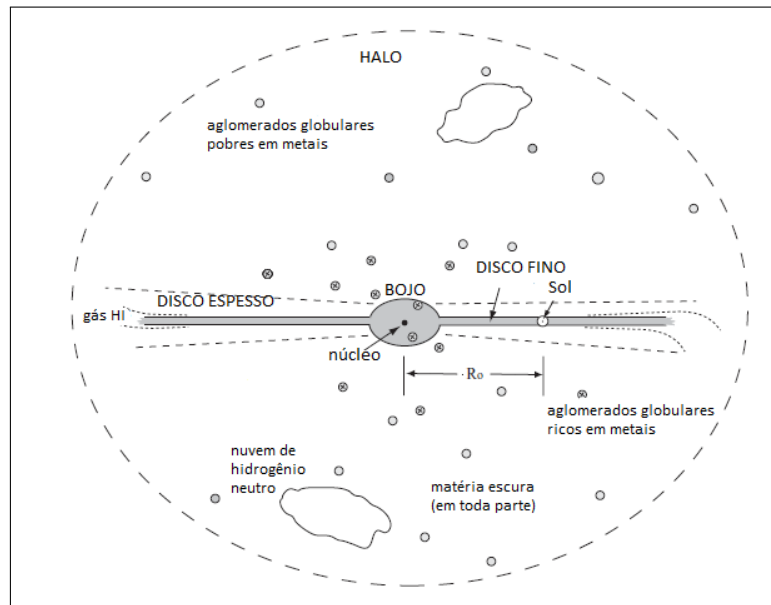 HALO
aglomerados globulares
pobres em metais
DISCO FINO
BOJO
Sol
DISCO ESPESSO
gás HI
núcleo
R₀
aglomerados globulares
ricos em metais
nuvem de
hidrogênio
neutro
matéria escura
(em toda parte)